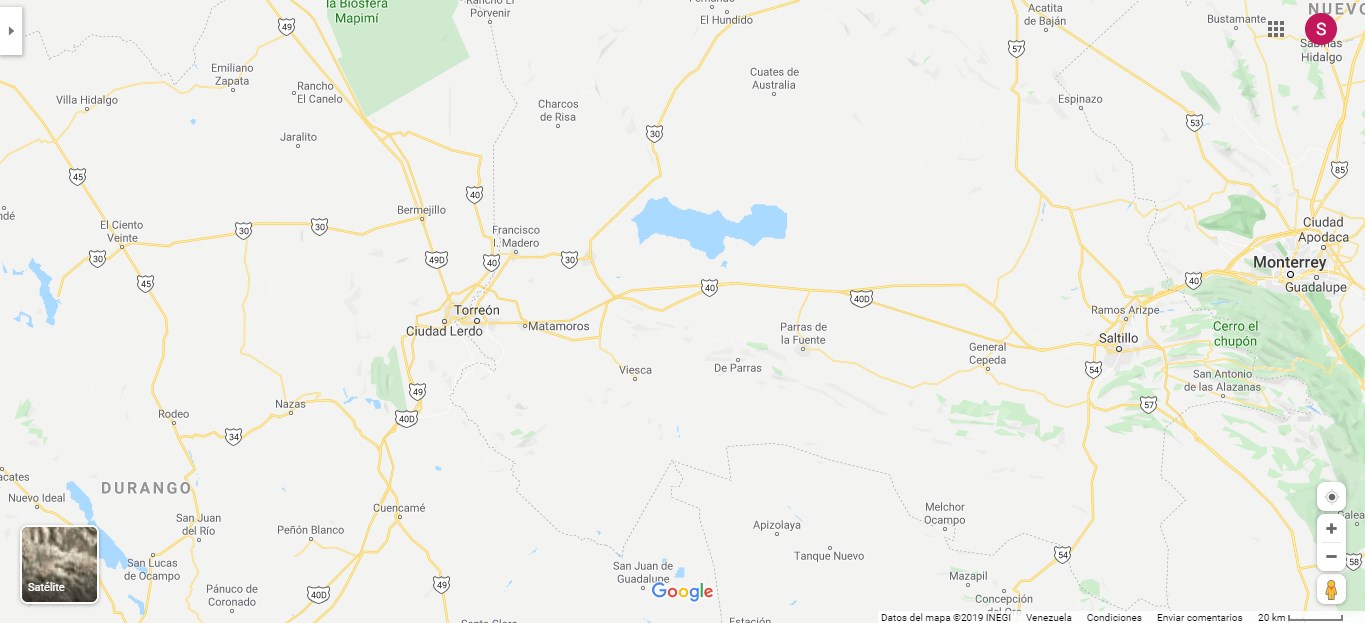 la Biosfera
Mapimí
Rancho El
Porvenir
El Hundido
Acatita
de Baján
NUEVO
Bustamante
S
Sabinas
Hidalgo
49
57
Emiliano
Zapata
Rancho
El Canelo
Cuates de
Australia
Villa Hidalgo
Charcos
de Risa
Espinazo
30
53
Jaralito
45
40
85
Bermejillo
El Ciento
Veinte
30
30
Francisco
I. Madero
Ciudad
Apodaca
30
49D
40
30
Monterrey
45
40
40D
40
Guadalupe
Torreón
Ciudad Lerdo
Matamoros
Ramos Arizpe
Parras de
la Fuente
Saltillo
Cerro el
chupón
General
Cepeda
Viesca
De Parras
54
San Antonio
de las Alazanas
49
Nazas
Rodeo
40D
57
34
DURANGO
Nuevo Ideal
San Juan
del Río
Cuencamé
Peñón Blanco
Melchor
Ocampo
Apizolaya
Tanque Nuevo
54
58
San Lucas
de Ocampo
San Juan de
Guadalupe
Satélite
Pánuco de
Coronado
40D
49
Google
Mazapil
Concepción
del Oro
Santa Clara
Estación
Datos del mapa ©2019 INEGI Venezuela Condiciones Enviar comentarios 20 km